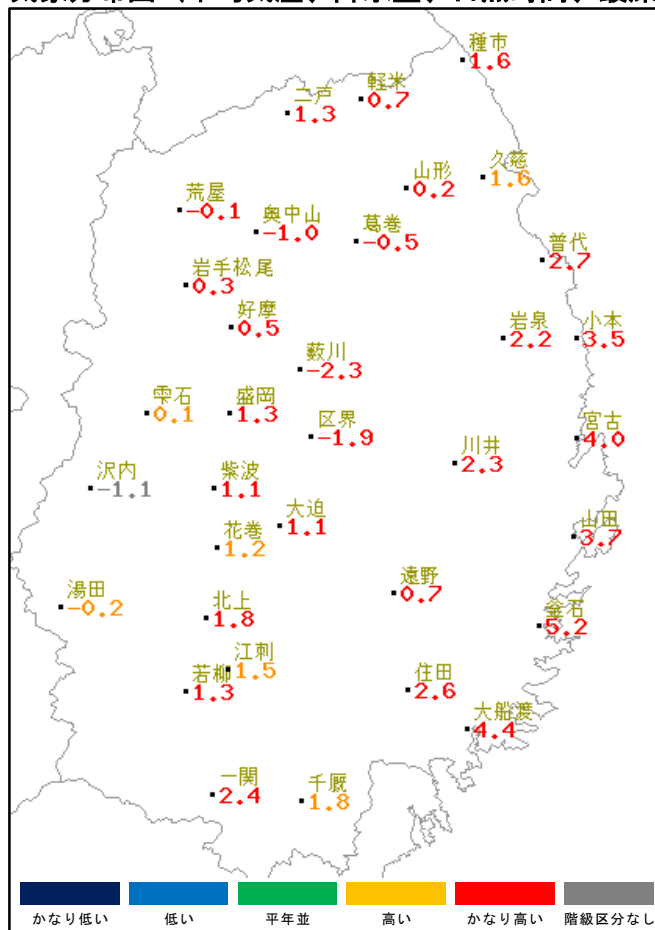 種市
1.6
軽米
0.7
二戸
1.3
久慈
1.6
山形
0.2
荒屋
-0.1
奥中山
-1.0
葛巻
-0.5
普代
2.7
岩手松尾
0.3
好摩
0.5
岩泉
2.2
小本
3.5
薮川
-2.3
雫石
0.1
盛岡
1.3
区界
-1.9
宮古
4.0
川井
2.3
沢内
-1.1
紫波
1.1
大迫
1.1
花巻
1.2
山田
3.7
湯田
-0.2
北上
1.8
遠野
0.7
釜石
5.2
江刺
1.5
若柳
1.3
住田
2.6
大船渡
4.4
一関
2.4
千厩
1.8
かなり低い 低い 平年並 高い かなり高い 階級区分なし